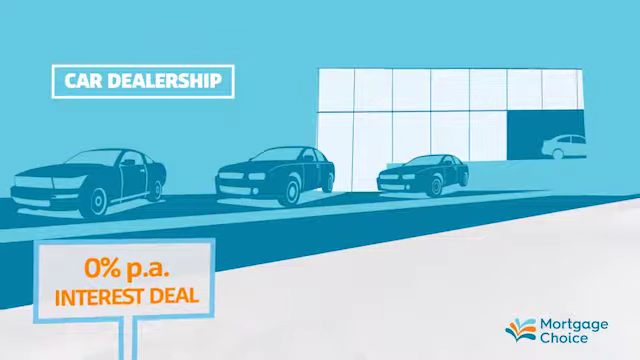 CAR DEALERSHIP
0% p.a.
INTEREST DEAL
Mortgage
Choice